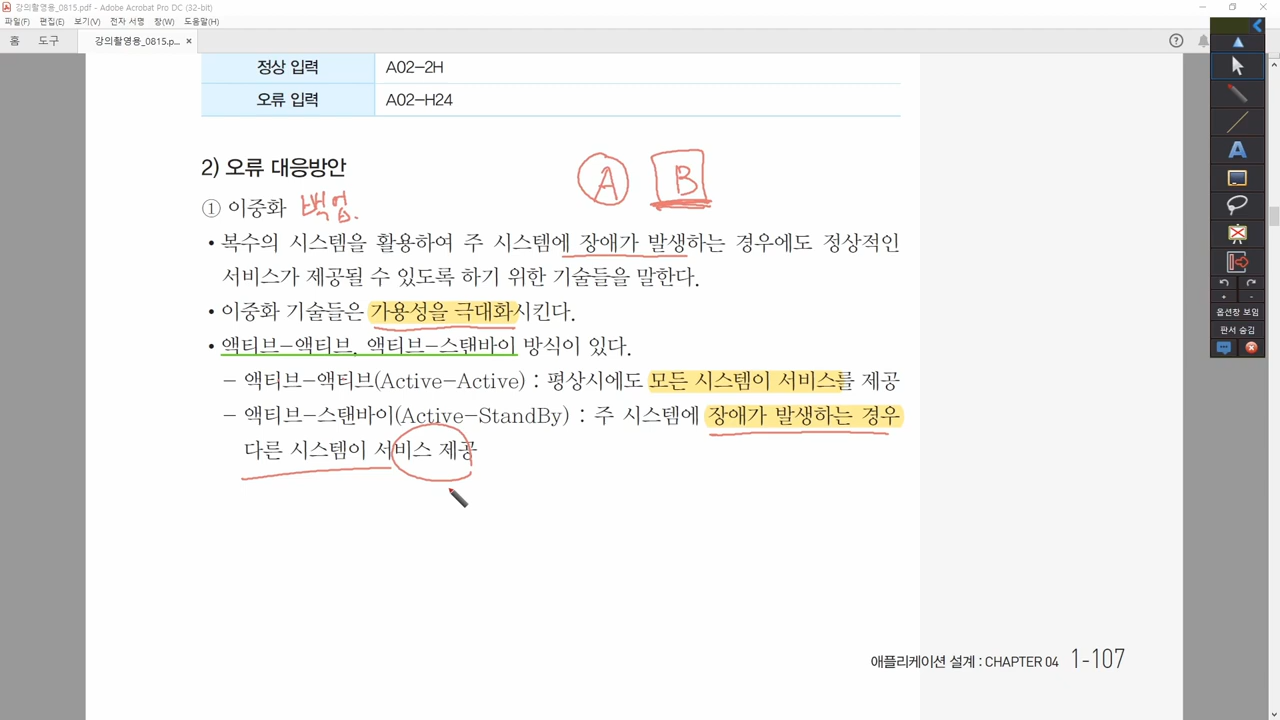 강의촬영용_0815.pdf - Adobe Acrobat Pro DC (32-bit)
파일(F) 편집(E) 보기(V) 전자 서명 창(W) 도움말(H)
홈 도구 강의촬영용_0815.p... ×
정상 입력 A02-2H
오류 입력 A02-H24
2) 오류 대응방안
A B
① 이중화 백업.
• 복수의 시스템을 활용하여 주 시스템에 장애가 발생하는 경우에도 정상적인
서비스가 제공될 수 있도록 하기 위한 기술들을 말한다.
• 이중화 기술들은 가용성을 극대화시킨다.
• 액티브-액티브, 액티브-스탠바이 방식이 있다.
- 액티브-액티브(Active-Active) : 평상시에도 모든 시스템이 서비스를 제공
- 액티브-스탠바이(Active-StandBy) : 주 시스템에 장애가 발생하는 경우
다른 시스템이 서비스 제공
애플리케이션 설계 : CHAPTER 04 1-107
A
옵션창 보임
판서 숨김